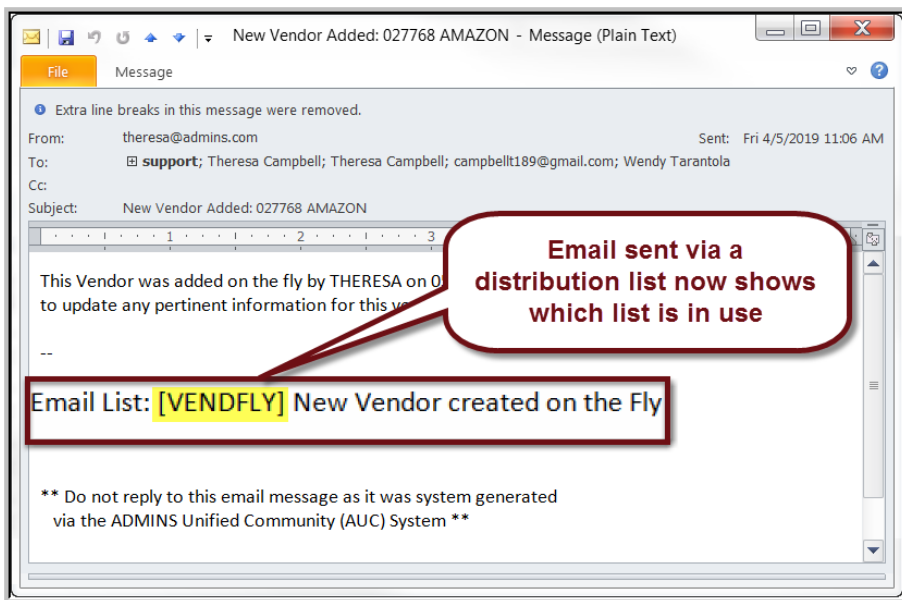 New Vendor Added: 027768 AMAZON - Message (Plain Text)
File Message
Extra line breaks in this message were removed.
From: theresa@admins.com Sent: Fri 4/5/2019 11:06 AM
To: support; Theresa Campbell; Theresa Campbell; campbellt189@gmail.com; Wendy Tarantola
Cc:
Subject: New Vendor Added: 027768 AMAZON
1 2 3
Email sent via a
distribution list now shows
which list is in use
This Vendor was added on the fly by THERESA on
to update any pertinent information for this
--
Email List: [VENDFLY] New Vendor created on the Fly
** Do not reply to this email message as it was system generated
via the ADMINS Unified Community (AUC) System **